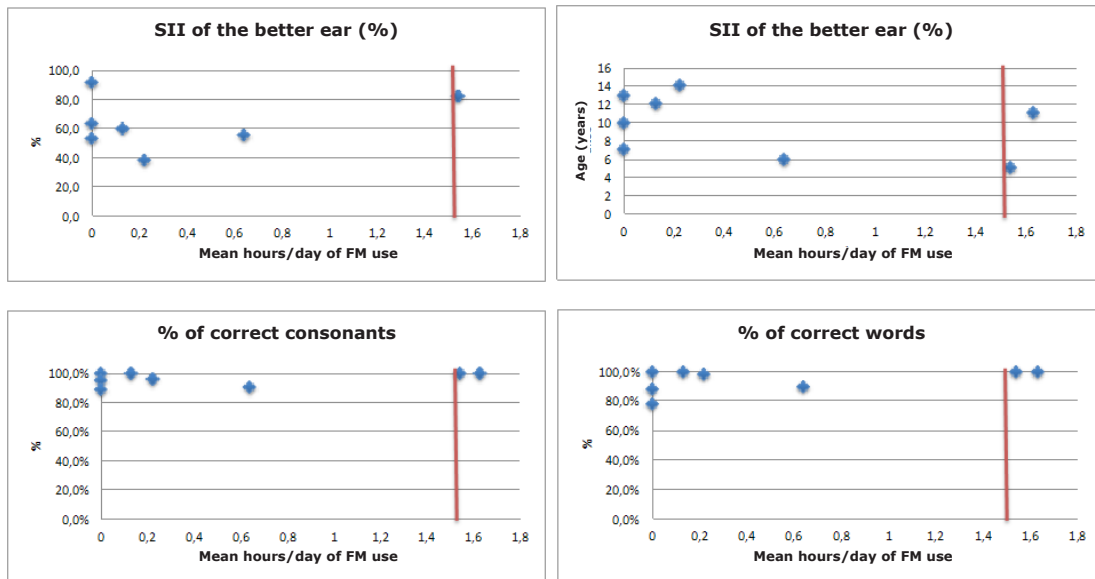 SII of the better ear (%)
100,0
80,0
60,0
40,0
20,0
0,0
%
0 0,2 0,4 0,6 0,8 1 1,2 1,4 1,6 1,8
Mean hours/day of FM use
SII of the better ear (%)
16
14
12
10
8
6
4
2
0
Age (years)
0 0,2 0,4 0,6 0,8 1 1,2 1,4 1,6 1,8
Mean hours/day of FM use
% of correct consonants
100,0%
80,0%
60,0%
40,0%
20,0%
0,0%
%
0 0,2 0,4 0,6 0,8 1 1,2 1,4 1,6 1,8
Mean hours/day of FM use
% of correct words
100,0%
80,0%
60,0%
40,0%
20,0%
0,0%
%
0 0,2 0,4 0,6 0,8 1 1,2 1,4 1,6 1,8
Mean hours/day of FM use